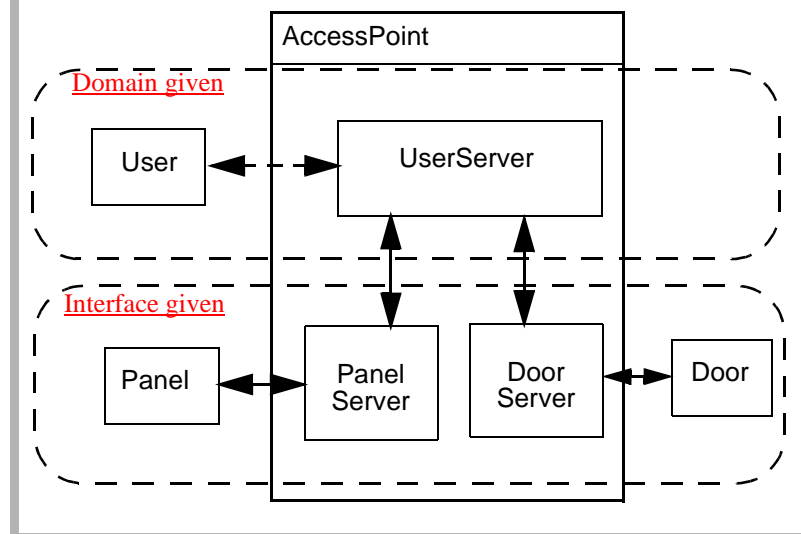 AccessPoint
Domain given
User
UserServer
Interface given
Panel
Panel
Server
Door
Server
Door